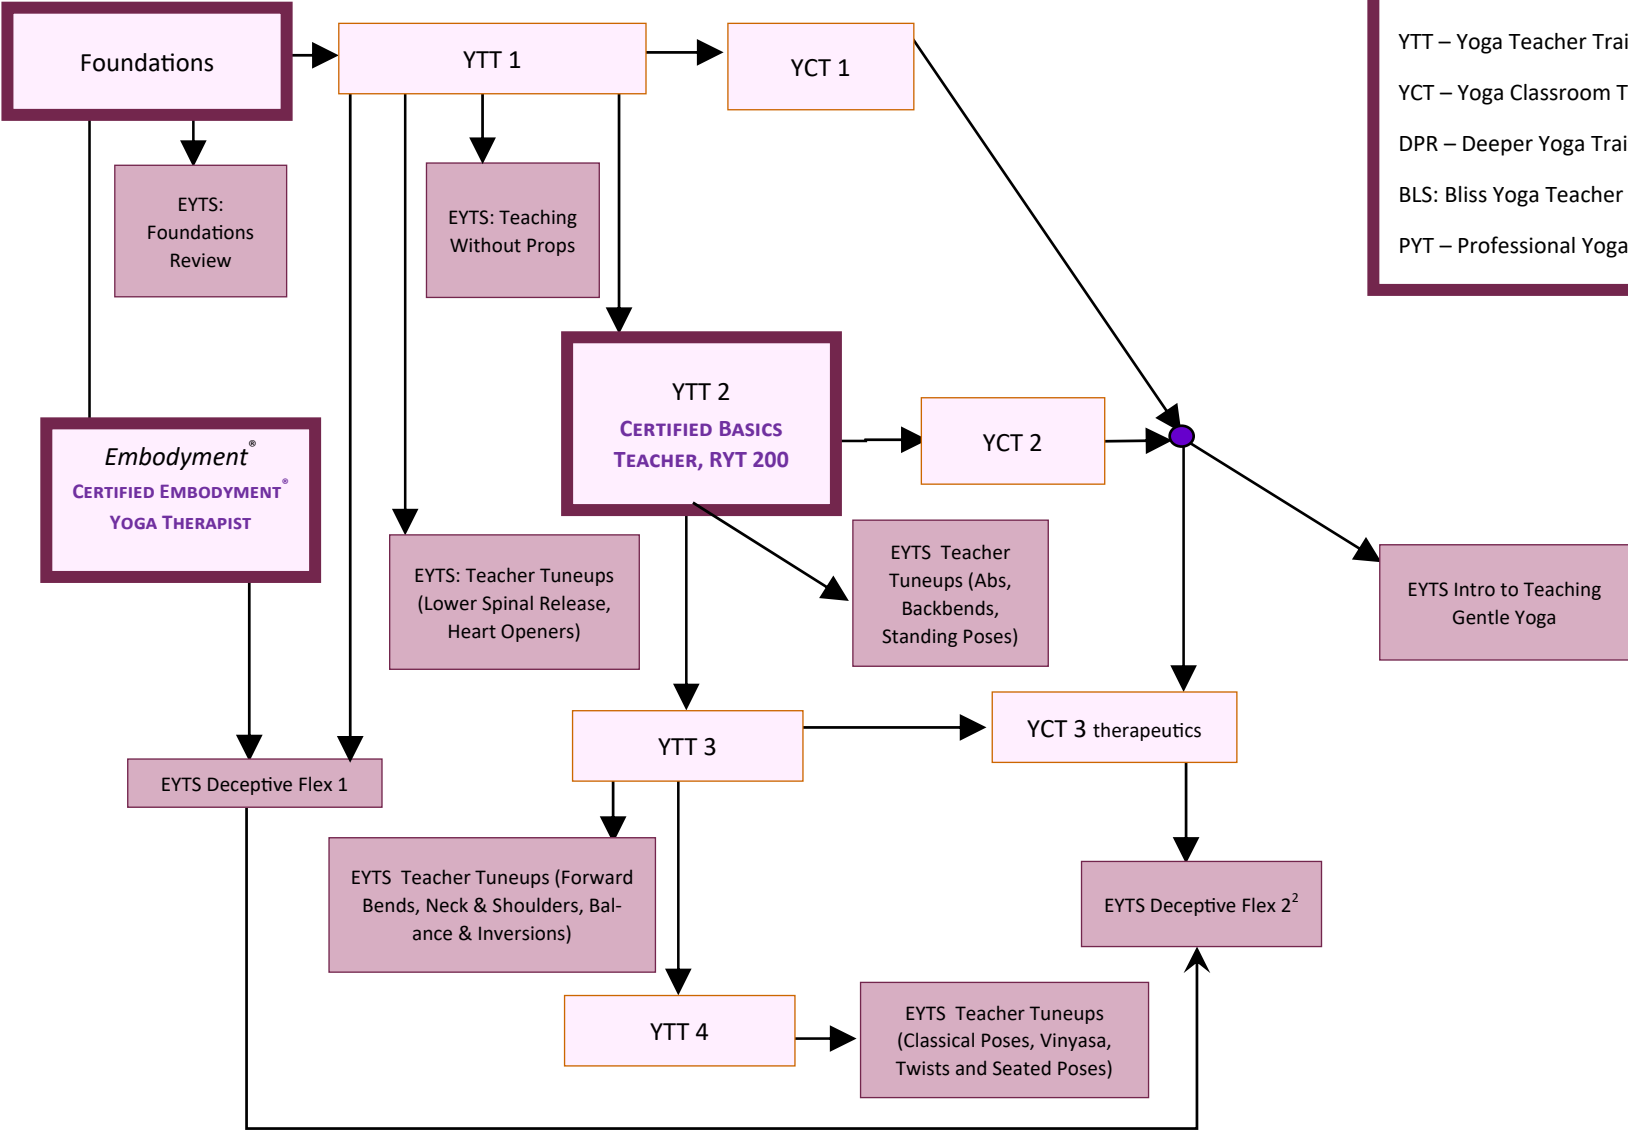 Foundations
YTT 1
YCT 1
YTT – Yoga Teacher Trai
YCT – Yoga Classroom T
DPR – Deeper Yoga Trai
BLS: Bliss Yoga Teacher
PYT – Professional Yoga
EYTS:
Foundations
Review
EYTS: Teaching
Without Props
YTT 2
CERTIFIED BASICS
TEACHER, RYT 200
YCT 2
Embodyment®
CERTIFIED EMBODYMENT®
YOGA THERAPIST
EYTS: Teacher Tuneups
(Lower Spinal Release,
Heart Openers)
EYTS Teacher
Tuneups (Abs,
Backbends,
Standing Poses)
EYTS Intro to Teaching
Gentle Yoga
YTT 3
YCT 3 therapeutics
EYTS Deceptive Flex 1
EYTS Teacher Tuneups (Forward
Bends, Neck & Shoulders, Bal-
ance & Inversions)
EYTS Deceptive Flex 2²
YTT 4
EYTS Teacher Tuneups
(Classical Poses, Vinyasa,
Twists and Seated Poses)